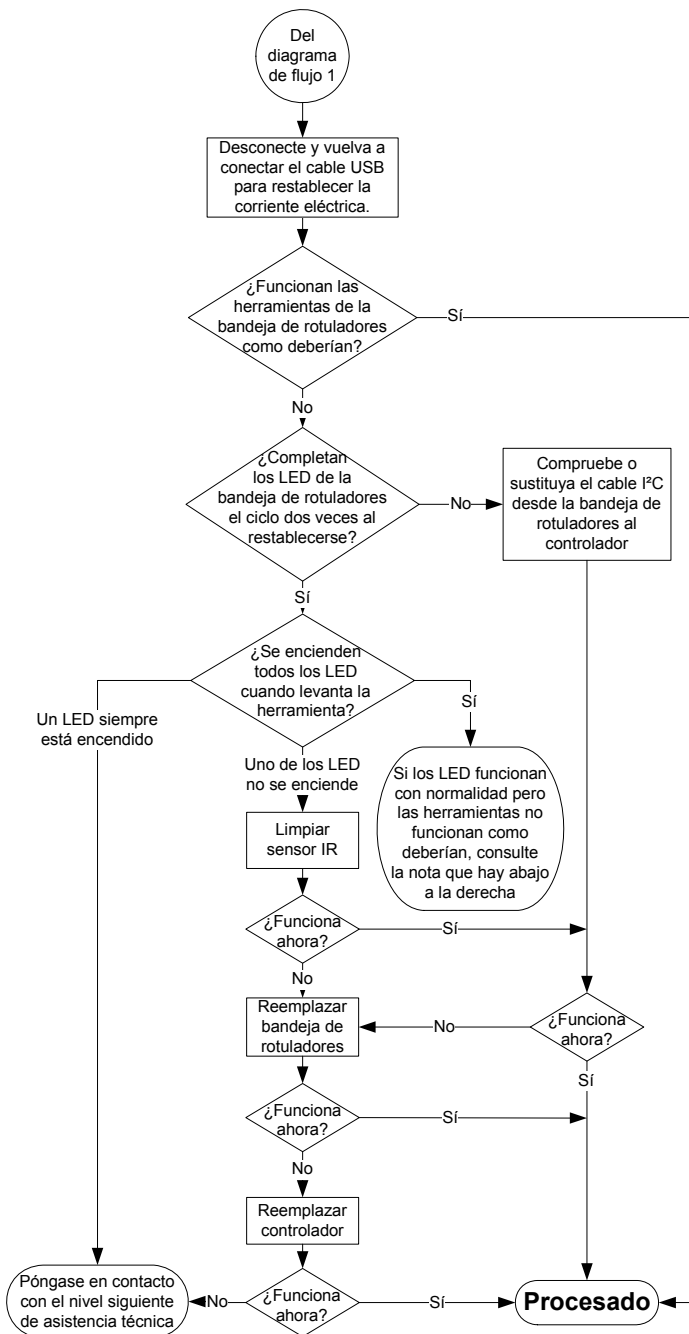 Del
diagrama
de flujo 1
Desconecte y vuelva a
conectar el cable USB
para restablecer la
corriente eléctrica.
¿Funcionan las
herramientas de la
bandeja de rotuladores
como deberían?
Sí
No
¿Completan
los LED de la
bandeja de rotuladores
el ciclo dos veces al
restablecerse?
No
Compruebe o
sustituya el cable I²C
desde la bandeja de
rotuladores al
controlador
Sí
¿Se encienden
todos los LED
cuando levanta la
herramienta?
Un LED siempre
está encendido
Uno de los LED
no se enciende
Sí
Si los LED funcionan
con normalidad pero
las herramientas no
funcionan como
deberían, consulte
la nota que hay abajo
a la derecha
Limpiar
sensor IR
¿Funciona
ahora?
Sí
No
Reemplazar
bandeja de
rotuladores
No
¿Funciona
ahora?
Sí
¿Funciona
ahora?
Sí
No
Reemplazar
controlador
¿Funciona
ahora?
No
Póngase en contacto
con el nivel siguiente
de asistencia técnica
Sí
Procesado